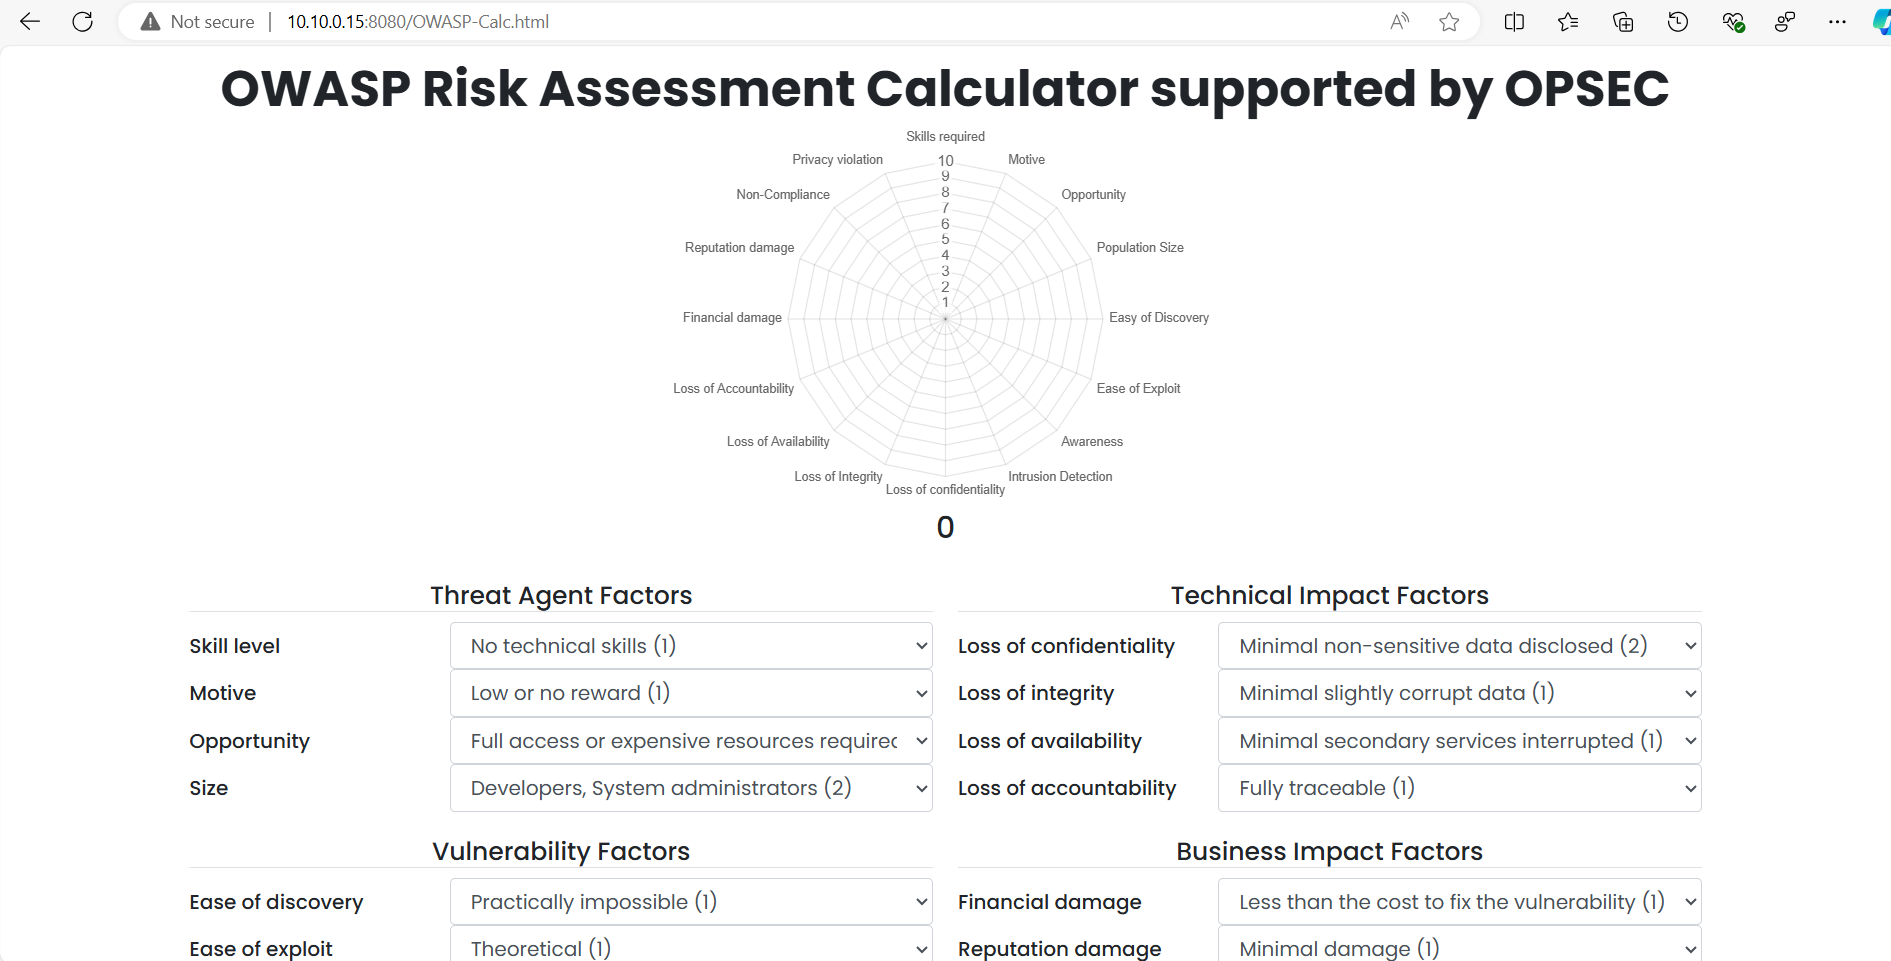 Not secure | 10.10.0.15:8080/OWASP-Calc.html
OWASP Risk Assessment Calculator supported by OPSEC
Skills required
Privacy violation
Motive
Non-Compliance
Opportunity
Reputation damage
Population Size
Financial damage
Easy of Discovery
Loss of Accountability
Ease of Exploit
Loss of Availability
Awareness
Loss of Integrity
Intrusion Detection
Loss of confidentiality
10
9
8
7
6
5
4
3
2
1
0
Threat Agent Factors
Skill level No technical skills (1)
Motive Low or no reward (1)
Opportunity Full access or expensive resources required
Size Developers, System administrators (2)
Technical Impact Factors
Loss of confidentiality Minimal non-sensitive data disclosed (2)
Loss of integrity Minimal slightly corrupt data (1)
Loss of availability Minimal secondary services interrupted (1)
Loss of accountability Fully traceable (1)
Vulnerability Factors
Ease of discovery Practically impossible (1)
Ease of exploit Theoretical (1)
Business Impact Factors
Financial damage Less than the cost to fix the vulnerability (1)
Reputation damage Minimal damage (1)